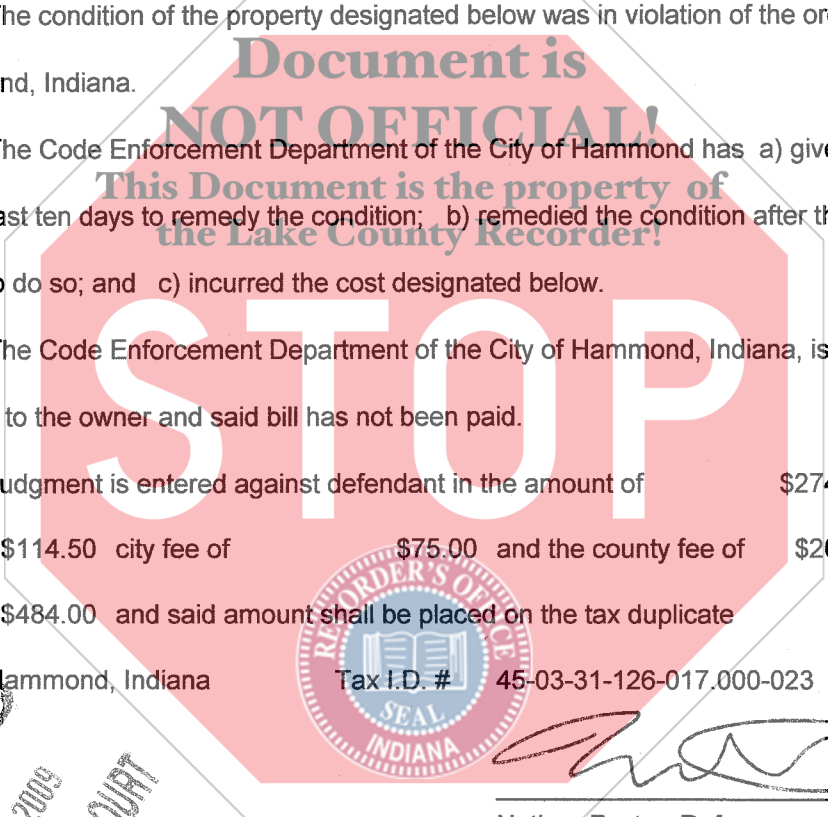 The condition of the property designated below was in violation of the
Document is
nd, Indiana.
NOT OFFICIAL!
The Code Enforcement Department of the City of Hammond has a) give
This Document is the property of
ast ten days to remedy the condition; b) remedied the condition after th
the Lake County Recorder!
o do so; and c) incurred the cost designated below.
STOP
The Code Enforcement Department of the City of Hammond, Indiana, is
to the owner and said bill has not been paid.
udgment is entered against defendant in the amount of $274
$114.50 city fee of $75.00 and the county fee of $20
$484.00 and said amount shall be placed on the tax duplicate
RECORDER'S OFFICE
ammond, Indiana Tax I.D. # 45-03-31-126-017.000-023
SEAL
INDIANA
2009
OURT